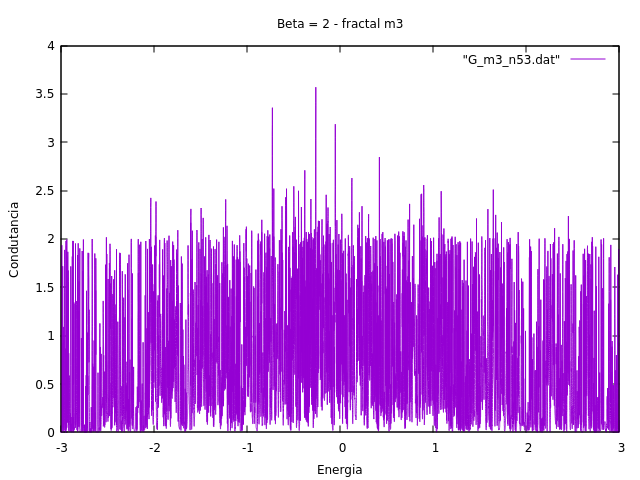 Beta = 2 - fractal m3
"G_m3_n53.dat"
4
3.5
3
2.5
2
1.5
1
0.5
0
Condutancia
-3 -2 -1 0 1 2 3
Energia